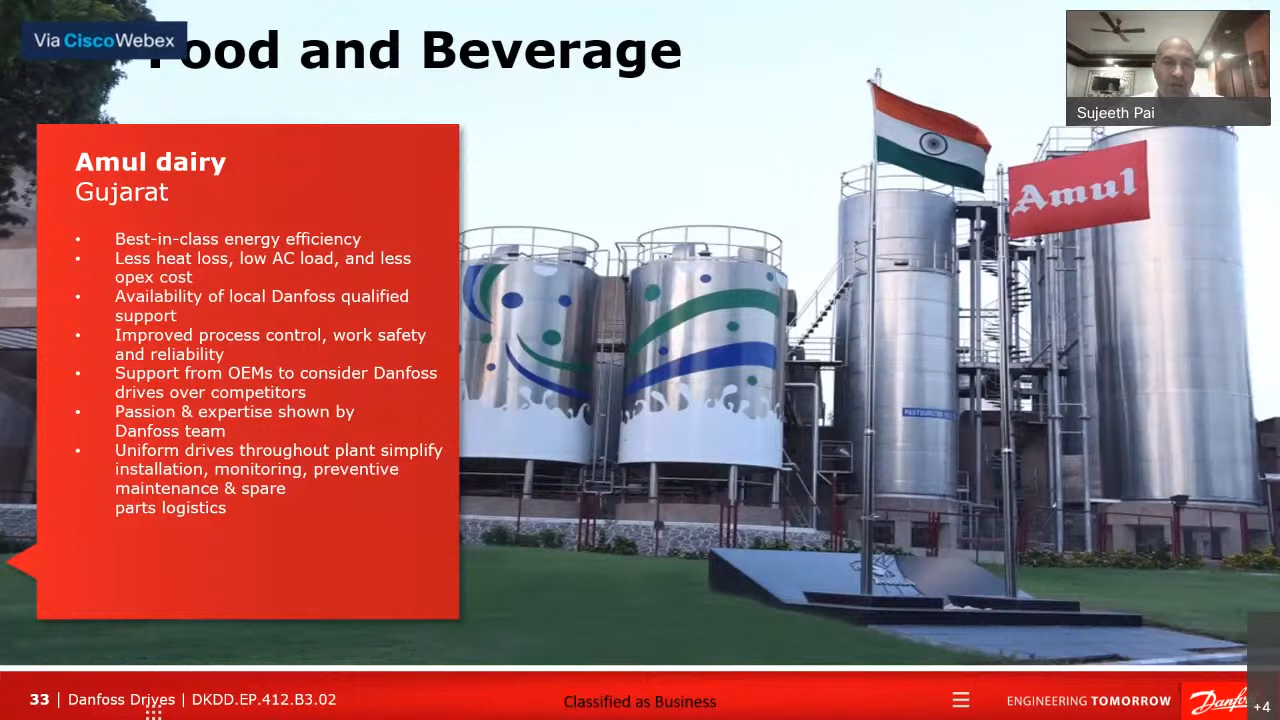 Via CiscoWebex
Food and Beverage
Sujeeth Pai
Amul dairy
Gujarat
• Best-in-class energy efficiency
• Less heat loss, low AC load, and less
opex cost
• Availability of local Danfoss qualified
support
• Improved process control, work safety
and reliability
• Support from OEMs to consider Danfoss
drives over competitors
• Passion & expertise shown by
Danfoss team
• Uniform drives throughout plant simplify
installation, monitoring, preventive
maintenance & spare
parts logistics
Amul
33 | Danfoss Drives | DKDD.EP.412.B3.02
Classified as Business
ENGINEERING TOMORROW
Danfoss
+4